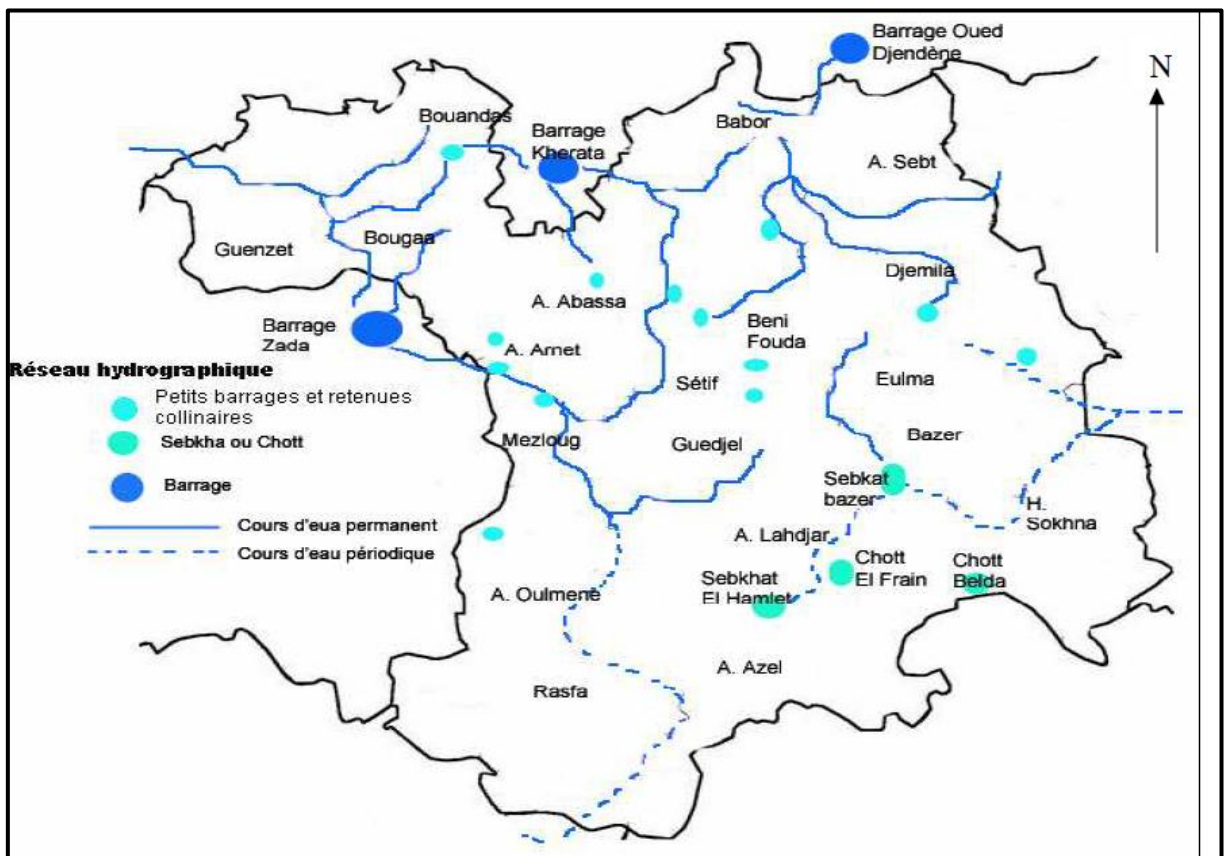 Barrage Oued
Djendène
N
Bouandas
Barrage
Kherata
Babor
A. Sebt
Guenzet
Bougaa
Djemila
A. Abassa
Barrage
Zada
A. Arnet
Beni
Fouda
Réseau hydrographique
Petits barrages et retenues
collinaires
Sétif
Eulma
Sebkha ou Chott
Mezloug
Guedjel
Bazer
Barrage
Sebkat
bazer
H.
Sokhna
Cours d'eua permanent
Cours d'eau périodique
A. Lahdjar
Chott
El Frain
Chott
Belda
A. Oulmene
Sebkhat
El Hamlet
A. Azel
Rasfa